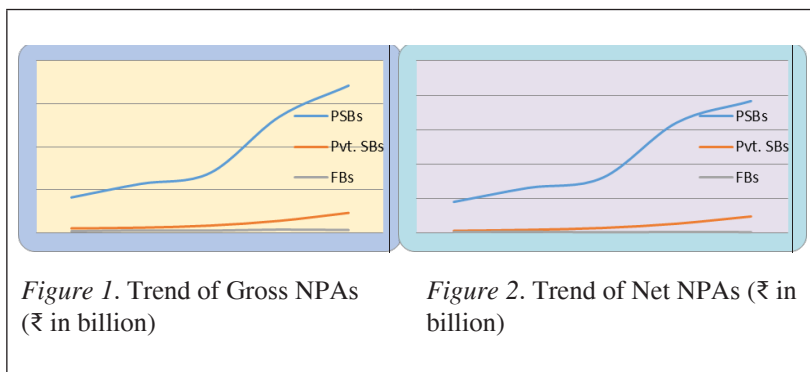 PSBs
Pvt. SBs
FBs
PSBs
Pvt. SBs
FBs
Figure 1. Trend of Gross NPAs
(₹ in billion)
Figure 2. Trend of Net NPAs (₹ in
billion)